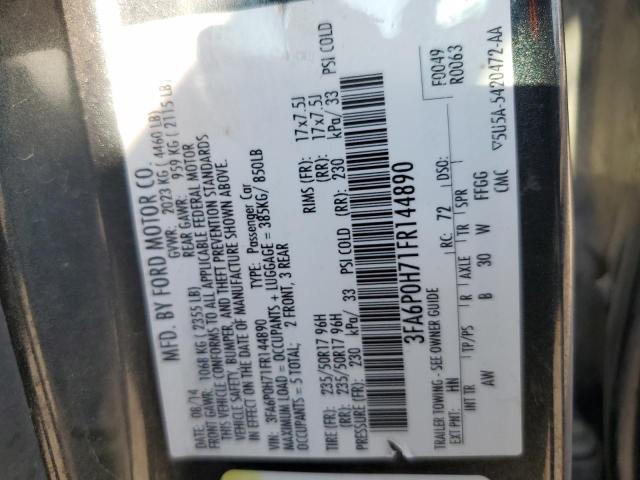 MFD. BY FORD MOTOR CO.
DATE: 08/14 GVWR: 2023 KG ( 4460 LB)
FRONT GAWR: 1068 KG ( 2355 LB) REAR GAWR: 959 KG ( 2115 LB)
THIS VEHICLE CONFORMS TO ALL APPLICABLE FEDERAL MOTOR
VEHICLE SAFETY, BUMPER, AND THEFT PREVENTION STANDARDS
IN EFFECT ON THE DATE OF MANUFACTURE SHOWN ABOVE.
VIN: 3FA6P0H71FR144890 TYPE: Passenger Car
MAXIMUM LOAD = OCCUPANTS + LUGGAGE = 385KG/ 850LB
OCCUPANTS = 5 TOTAL: 2 FRONT, 3 REAR
TIRE (FR): 235/50R17 96H RIMS (FR): 17x7.5J
(RR): 235/50R17 96H (RR): 17x7.5J
PRESSURE (FR): 230 kPa/ 33 PSI COLD (RR): 230 kPa/ 33 PSI COLD
3FA6P0H71FR144890
TRAILER TOWING - SEE OWNER GUIDE F0049
EXT PNT: HN RC: 72 DSO: R0063
INT TR TP/PS R AXLE TR SPR
AW B 30 W FFGG
CMC ▽5U5A-5420472-AA